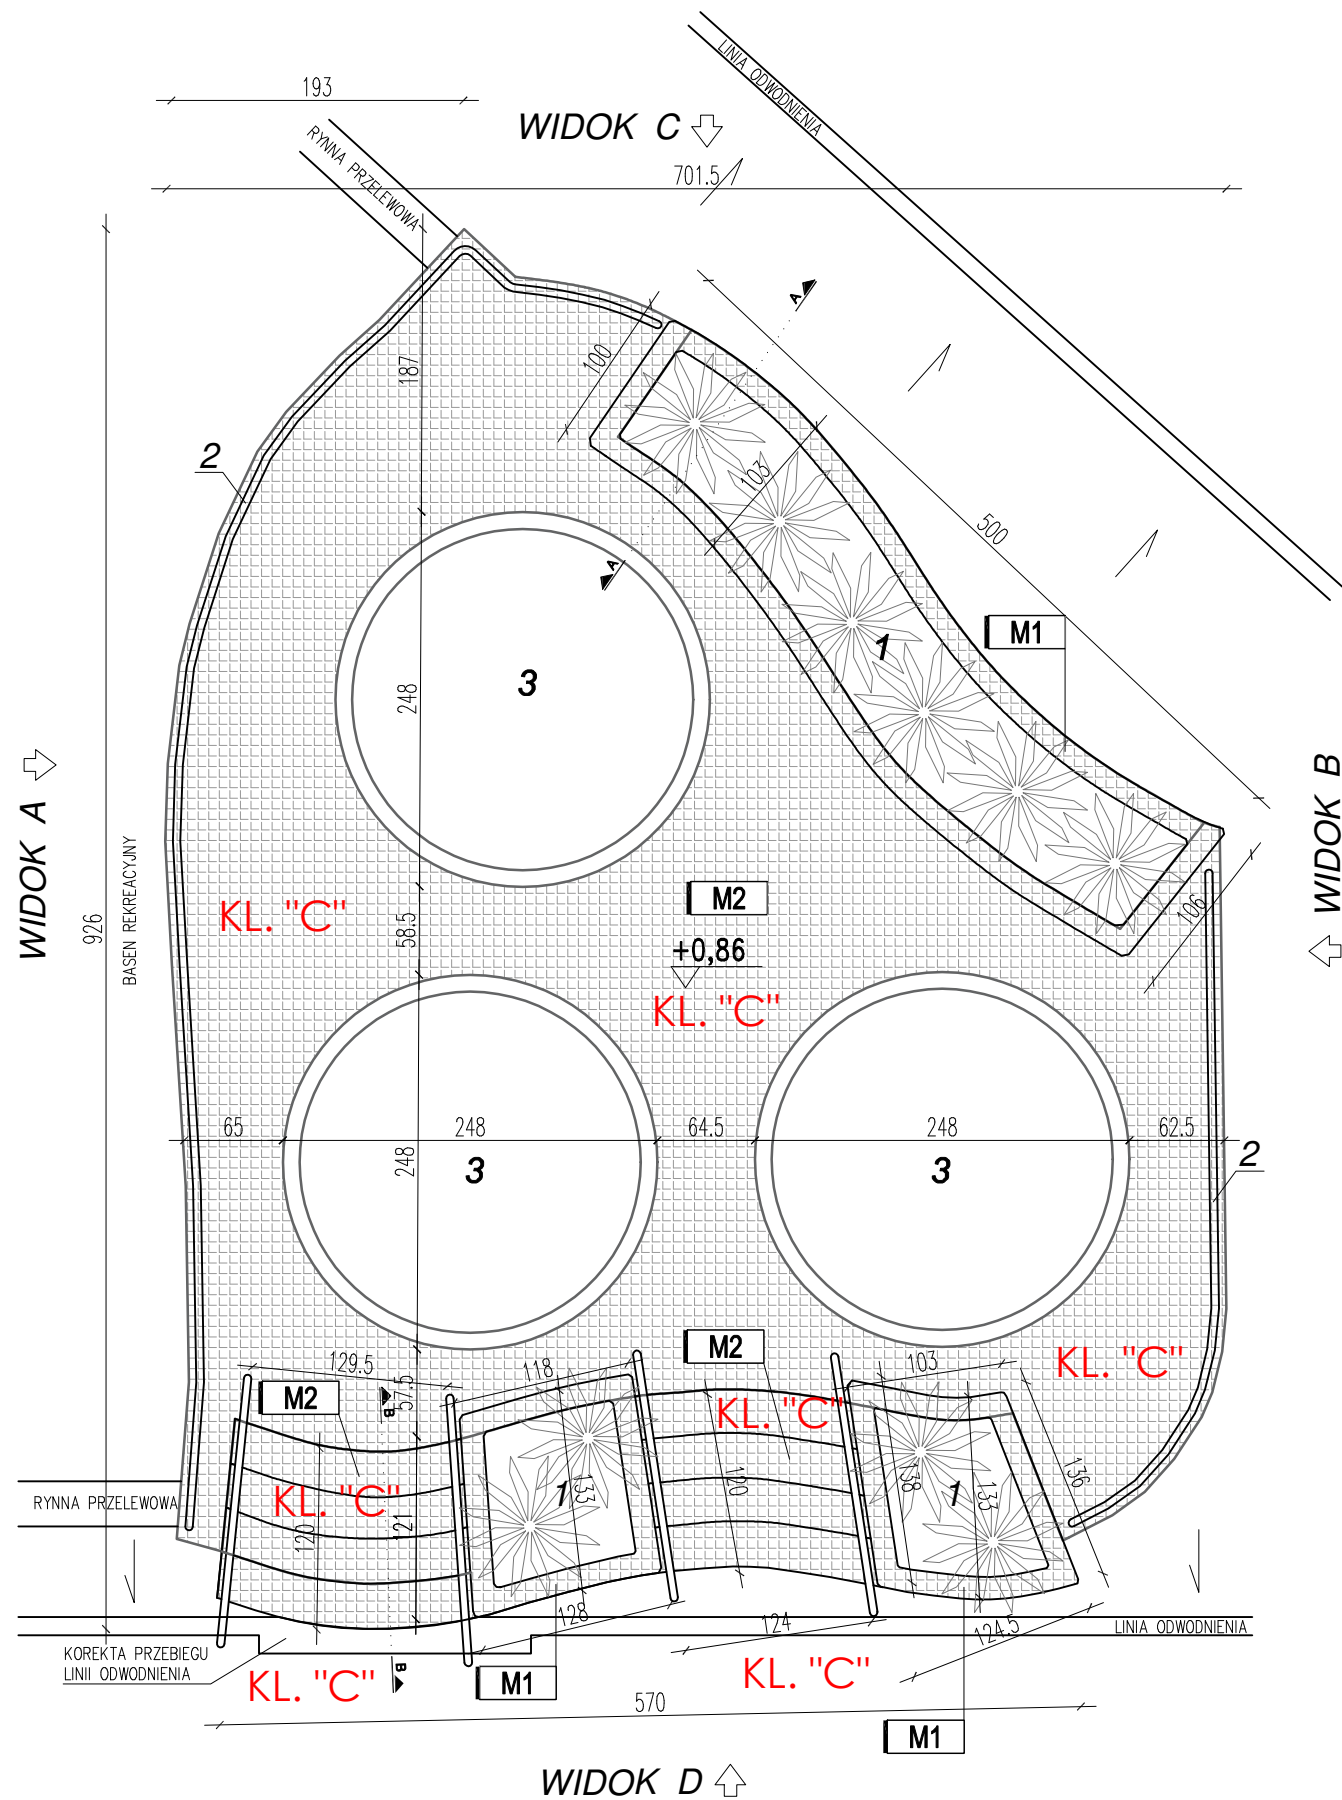 193
WIDOK C
LINIA ODWODNIENIA
RYNNA PRZELEWOWA
701.5
A
100
187
2
103
500
A
M1
1
3
248
WIDOK A
WIDOK B
926
BASEN REKREACYJNY
M2
KL. "C"
58.5
+0,86
106
KL. "C"
65
248
64.5
248
62.5
248
3
3
2
129.5
118
M2
103
KL. "C"
M2
57.5
B
KL. "C"
136
RYNNA PRZELEWOWA
KL. "C"
120
121
1
133
120
138
1
133
128
124
124.5
LINIA ODWODNIENIA
KOREKTA PRZEBIEGU
LINII ODWODNIENIA
KL. "C"
B
M1
KL. "C"
570
M1
WIDOK D